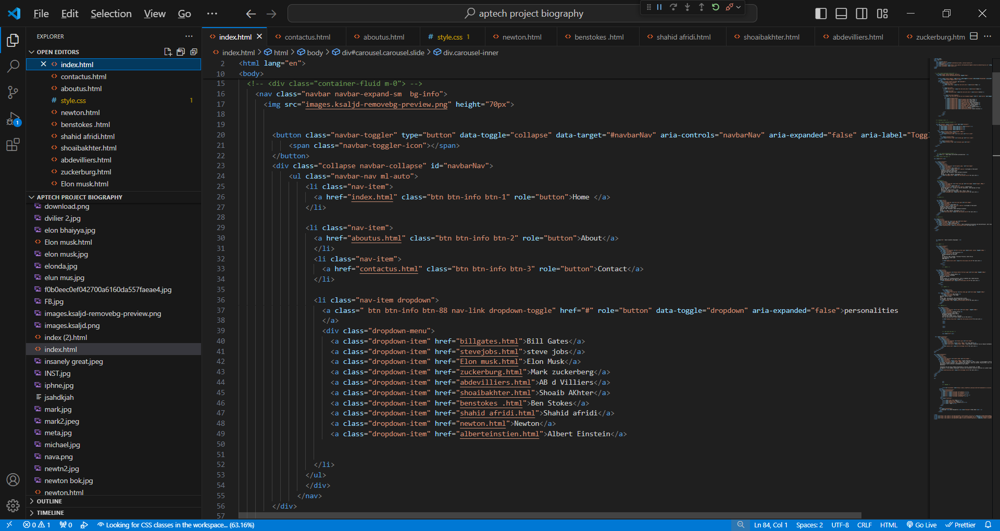 File Edit Selection View Go ··· aptech project biography
EXPLORER ···
OPEN EDITORS
index.html
contactus.html
aboutus.html
style.css 1
newton.html
benstokes .html
shahid afridi.html
shoaibakhter.html
abdevilliers.html
zuckerburg.html
Elon musk.html
APTECH PROJECT BIOGRAPHY
download.png
dvilier 2.jpg
elon bhaiyya.jpg
Elon musk.html
elon musk.jpg
elonda.jpg
elun mus.jpg
f0b0eec0ef042700a6160da557faeae4.jpg
FB.jpg
images.ksaljd-removebg-preview.png
images.ksaljd.png
index (2).html
index.html
insanely great.jpeg
INST.jpg
iphne.jpg
jsahdkjah
mark.jpg
mark2.jpeg
meta.jpg
michael.jpg
nava.png
newtn2.jpg
newton bok.jpg
newton.html
OUTLINE
TIMELINE
1
index.html contactus.html aboutus.html style.css 1 newton.html benstokes .html shahid afridi.html shoaibakhter.html abdevilliers.html zuckerburg.htm ···
index.html > html > body > div#carousel.carousel.slide > div.carousel-inner
2 <html lang="en">
10 <body>
15 <!-- <div class="container-fluid m-0"> -->
16 <nav class="navbar navbar-expand-sm  bg-info">
17 <img src="images.ksaljd-removebg-preview.png" height="70px">
18
19
20 <button class="navbar-toggler" type="button" data-toggle="collapse" data-target="#navbarNav" aria-controls="navbarNav" aria-expanded="false" aria-label="Toggl
21 <span class="navbar-toggler-icon"></span>
22 </button>
23 <div class="collapse navbar-collapse" id="navbarNav">
24 <ul class="navbar-nav ml-auto">
25 <li class="nav-item">
26 <a href="index.html" class="btn btn-info btn-1" role="button">Home </a>
27 </li>
28
29 <li class="nav-item">
30 <a href="aboutus.html" class="btn btn-info btn-2" role="button">About</a>
31 </li>
32 <li class="nav-item">
33 <a href="contactus.html" class="btn btn-info btn-3" role="button">Contact</a>
34 </li>
35
36 <li class="nav-item dropdown">
37 <a class=" btn btn-info btn-88 nav-link dropdown-toggle" href="#" role="button" data-toggle="dropdown" aria-expanded="false">personalities
38 </a>
39 <div class="dropdown-menu">
40 <a class="dropdown-item" href="billgates.html">Bill Gates</a>
41 <a class="dropdown-item" href="stevejobs.html">steve jobs</a>
42 <a class="dropdown-item" href="Elon musk.html">Elon Musk</a>
43 <a class="dropdown-item" href="zuckerburg.html">Mark zuckerberg</a>
44 <a class="dropdown-item" href="abdevilliers.html">AB d Villiers</a>
45 <a class="dropdown-item" href="shoaibakhter.html">Shoaib AKhter</a>
46 <a class="dropdown-item" href="benstokes .html">Ben Stokes</a>
47 <a class="dropdown-item" href="shahid afridi.html">Shahid afridi</a>
48 <a class="dropdown-item" href="newton.html">Newton</a>
49 <a class="dropdown-item" href="alberteinstien.html">Albert Einstein</a>
50
51
52 </li>
53 </ul>
54 </div>
55 </nav>
56 </div>
57
0 1 0 Looking for CSS classes in the workspace... (63.16%) Ln 84, Col 1 Spaces: 2 UTF-8 CRLF HTML Go Live Prettier